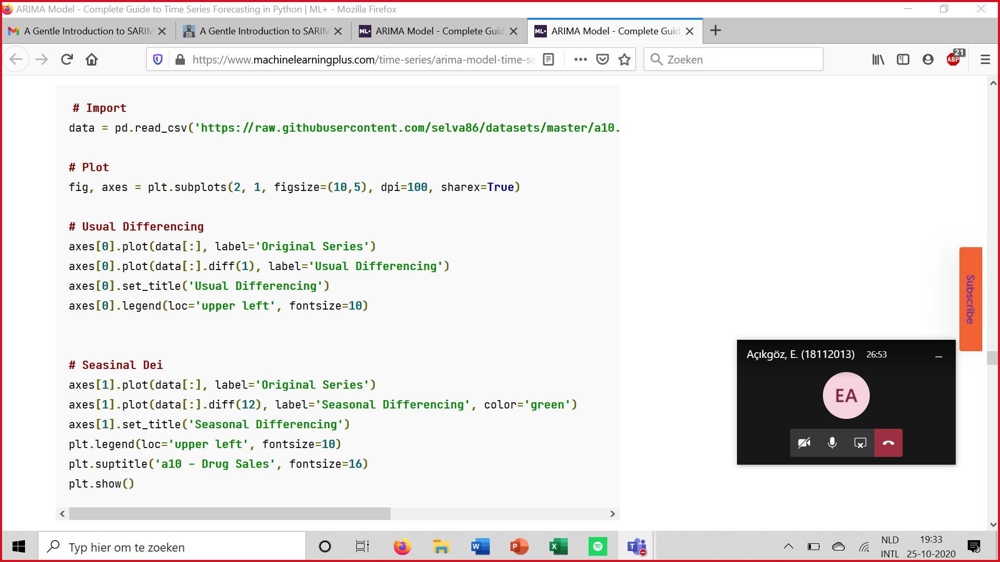 ARIMA Model - Complete Guide to Time Series Forecasting in Python | ML+ - Mozilla Firefox
A Gentle Introduction to SARIM
A Gentle Introduction to SARIM
ML+ ARIMA Model - Complete Guid
ML+ ARIMA Model - Complete Guid
https://www.machinelearningplus.com/time-series/arima-model-time-se
Zoeken
ABP
21
# Import
data = pd.read_csv('https://raw.githubusercontent.com/selva86/datasets/master/a10.
# Plot
fig, axes = plt.subplots(2, 1, figsize=(10,5), dpi=100, sharex=True)
# Usual Differencing
axes[0].plot(data[:], label='Original Series')
axes[0].plot(data[:].diff(1), label='Usual Differencing')
axes[0].set_title('Usual Differencing')
axes[0].legend(loc='upper left', fontsize=10)
# Seasinal Dei
axes[1].plot(data[:], label='Original Series')
axes[1].plot(data[:].diff(12), label='Seasonal Differencing', color='green')
axes[1].set_title('Seasonal Differencing')
plt.legend(loc='upper left', fontsize=10)
plt.suptitle('a10 - Drug Sales', fontsize=16)
plt.show()
Subscribe
Açıkgöz, E. (18112013) 26:53
EA
Typ hier om te zoeken
W
P
X
T
NLD
INTL
19:33
25-10-2020